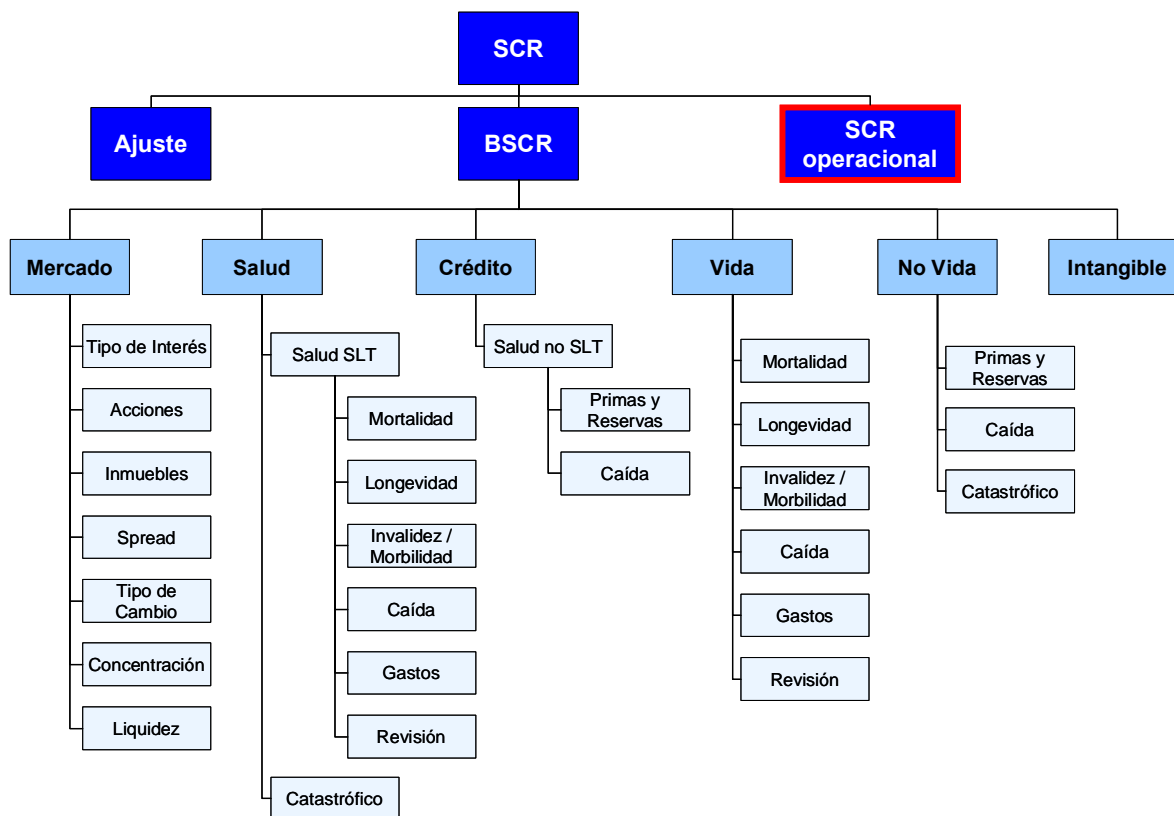 SCR
Ajuste
BSCR
SCR
operacional
Mercado
Salud
Crédito
Vida
No Vida
Intangible
Tipo de Interés
Acciones
Inmuebles
Spread
Tipo de
Cambio
Concentración
Liquidez
Salud SLT
Mortalidad
Longevidad
Invalidez /
Morbilidad
Caída
Gastos
Revisión
Catastrófico
Salud no SLT
Primas y
Reservas
Caída
Mortalidad
Longevidad
Invalidez /
Morbilidad
Caída
Gastos
Revisión
Primas y
Reservas
Caída
Catastrófico